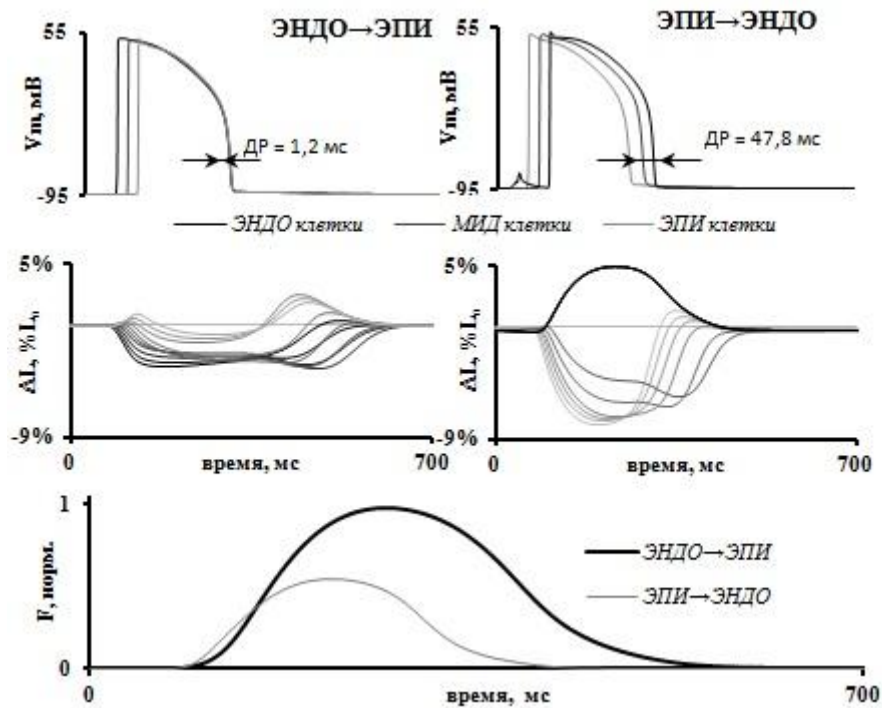 ЭНДО→ЭПИ
ЭПИ→ЭНДО
55
Vm, мВ
-95
ДР = 1,2 мс
55
Vm, мВ
-95
ДР = 47,8 мс
ЭНДО клетки
МИД клетки
ЭПИ клетки
5%
ΔL, % L₀
-9%
0
время, мс
700
5%
ΔL, % L₀
-9%
0
время, мс
700
1
F, норм.
0
0
время, мс
700
ЭНДО→ЭПИ
ЭПИ→ЭНДО